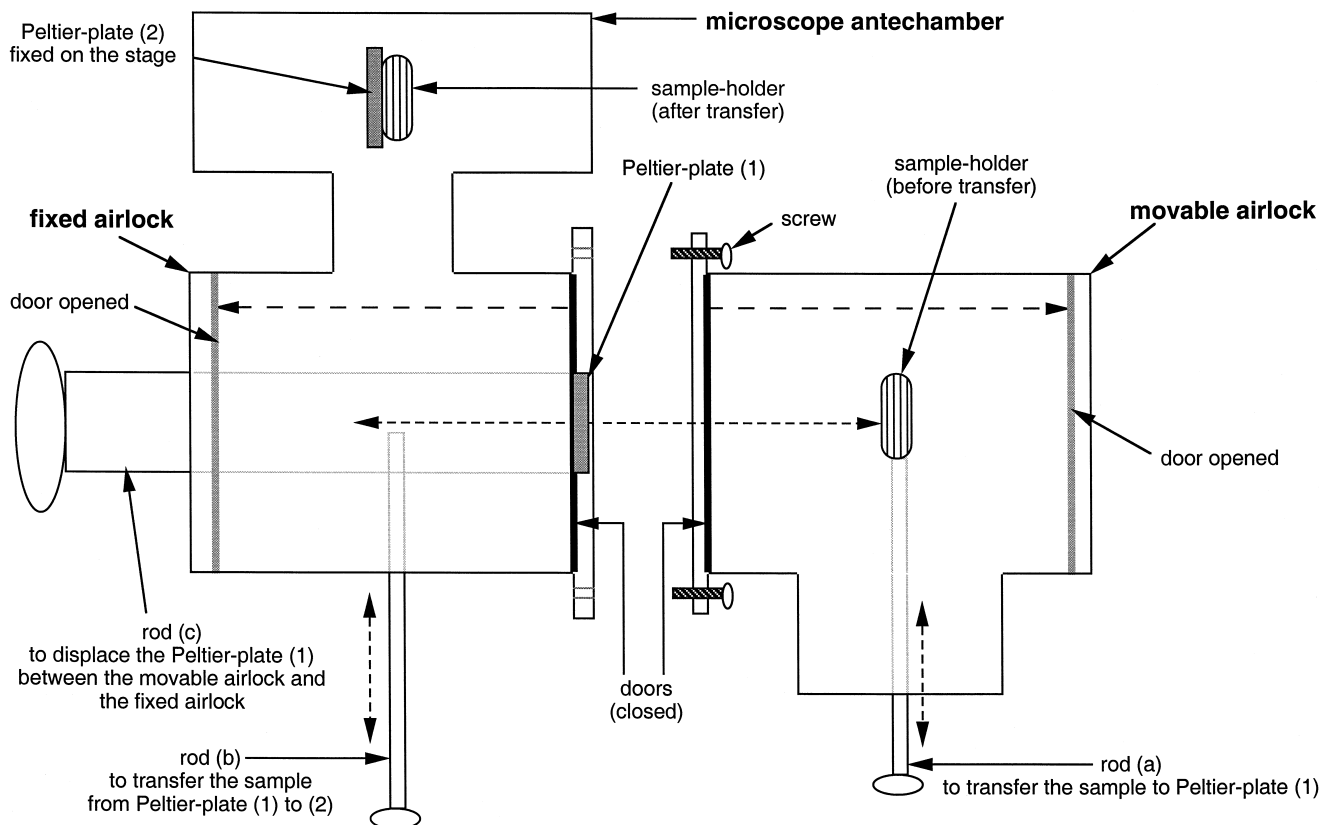 Peltier-plate (2)
fixed on the stage
microscope antechamber
sample-holder
(after transfer)
Peltier-plate (1)
sample-holder
(before transfer)
fixed airlock
screw
movable airlock
door opened
door opened
rod (c)
to displace the Peltier-plate (1)
between the movable airlock and
the fixed airlock
doors
(closed)
rod (b)
to transfer the sample
from Peltier-plate (1) to (2)
rod (a)
to transfer the sample to Peltier-plate (1)